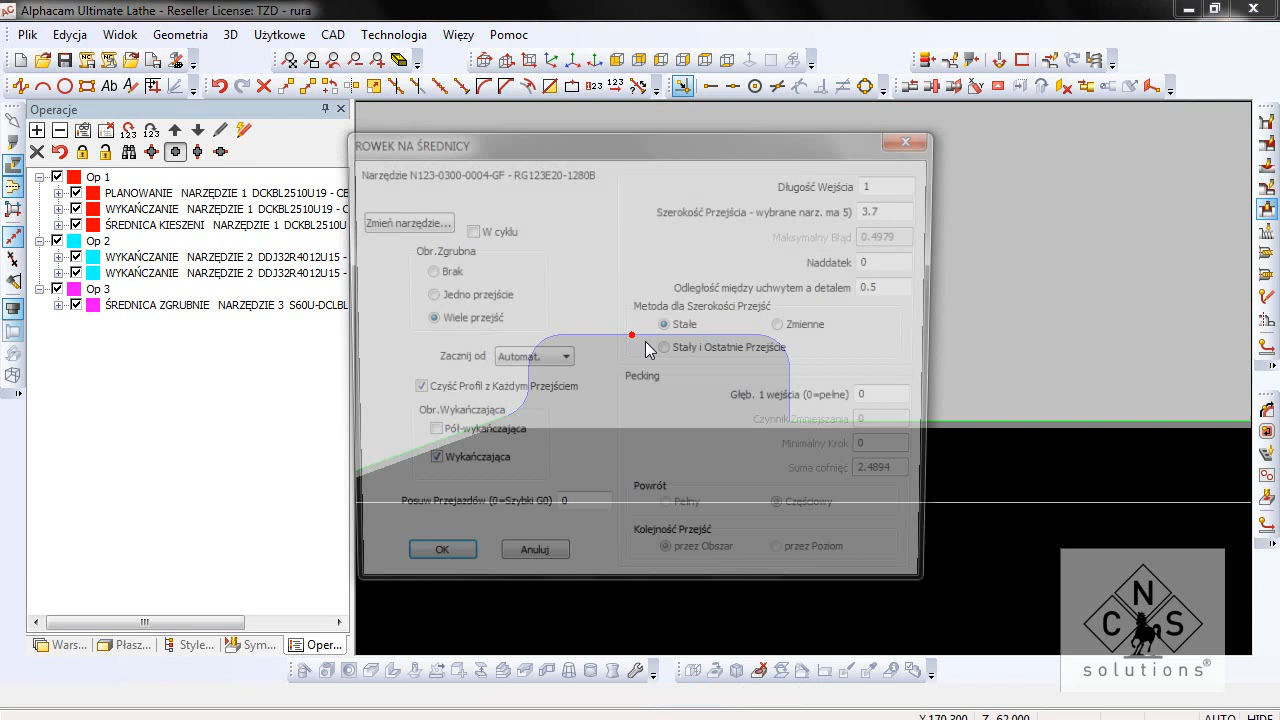 Alphacam Ultimate Lathe - Reseller License: TZD - rura
Plik Edycja Widok Geometria 3D Użytkowe CAD Technologia Więzy Pomoc
Operacje
Op 1
PLANOWANIE NARZĘDZIE 1 DCKBL2510U19 - CB
WYKAŃCZANIE NARZĘDZIE 1 DCKBL2510U19 - C
ŚREDNICA KIESZENI NARZĘDZIE 1 DCKBL2510U
Op 2
WYKAŃCZANIE NARZĘDZIE 2 DDJ32R4012U15 -
WYKAŃCZANIE NARZĘDZIE 2 DDJ32R4012U15 -
Op 3
ŚREDNICA ZGRUBNIE NARZĘDZIE 3 S60U-DCLBL
Wars... Płasz... Style... Sym... Oper...
ROWEK NA ŚREDNICY
Narzędzie N123-0300-0004-GF - RG123E20-1280B
Zmień narzędzie...
W cyklu
Obr.Zgrubna
Brak
Jedno przejście
Wiele przejść
Zacznij od Automat.
Czyść Profil z Każdym Przejściem
Obr.Wykańczająca
Pół-wykańczająca
Wykańczająca
Posuw Przejazdów (0=Szybki G0) 0
OK Anuluj
Długość Wejścia 1
Szerokość Przejścia - wybrane narz. ma 5) 3.7
Maksymalny Błąd 0.4979
Naddatek 0
Odległość między uchwytem a detalem 0.5
Metoda dla Szerokości Przejść
Stałe Zmienne
Stały i Ostatnie Przejście
Pecking
Głęb. 1 wejścia (0=pełne) 0
Czynnik Zmniejszania 0
Minimalny Krok 0
Suma cofnięć 2.4894
Powrót
Pełny Częściowy
Kolejność Przejść
przez Obszar przez Poziom
CNS
solutions®
X 170.300 Z -62.000 AUTO HIDE